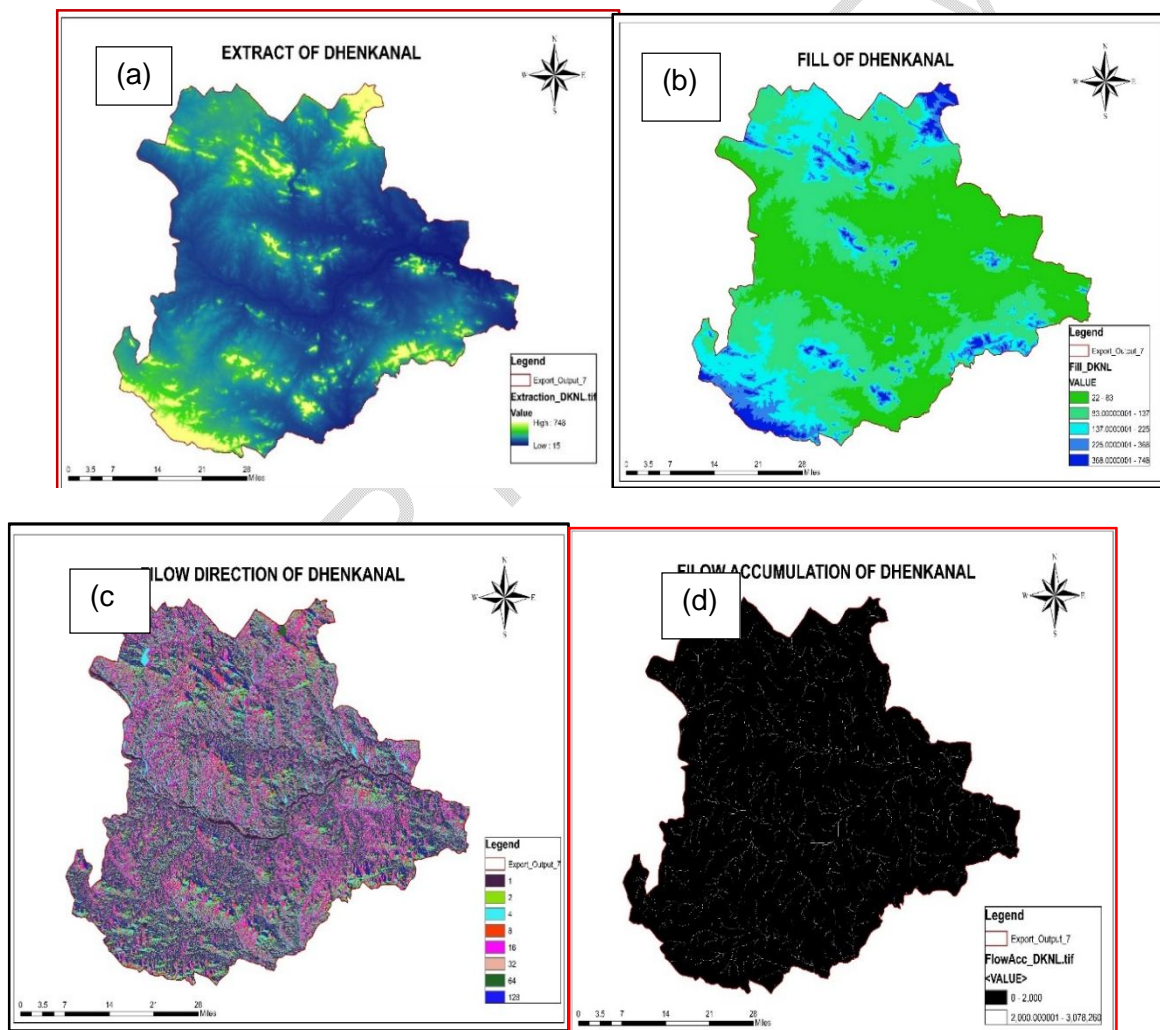 (a)
EXTRACT OF DHENKANAL
N
W E
S
Legend
Export_Output_7
Extraction_DKNL.tif
Value
High : 748
Low : 15
0 3.5 7 14 21 28
Miles
(b)
FILL OF DHENKANAL
N
W E
S
Legend
Export_Output_7
Fill_DKNL
VALUE
22 - 83
83.00000001 - 137
137.0000001 - 225
225.0000001 - 368
368.0000001 - 748
0 3.5 7 14 21 28
Miles
(c
FILOW DIRECTION OF DHENKANAL
N
W E
S
Legend
Export_Output_7
1
2
4
8
16
32
64
128
0 3.5 7 14 2' 28
Miles
(d)
FILOW ACCUMULATION OF DHENKANAL
N
W E
S
Legend
Export_Output_7
FlowAcc_DKNL.tif
<VALUE>
0 - 2,000
2,000.000001 - 3,078,260
0 3.5 7 14 21 28
Miles